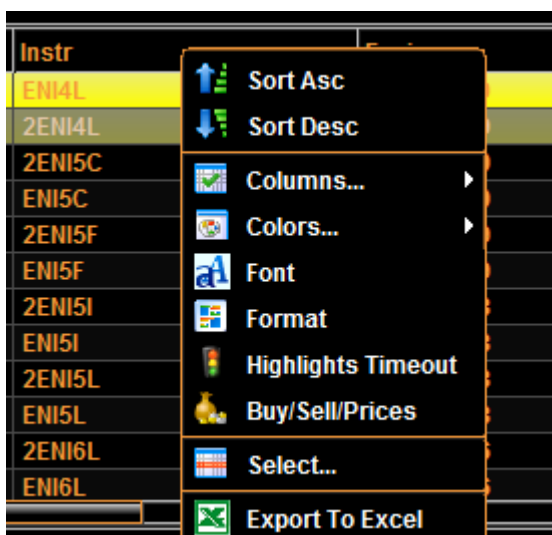 Instr
ENI4L
2ENI4L
2ENI5C
ENI5C
2ENI5F
ENI5F
2ENI5I
ENI5I
2ENI5L
ENI5L
2ENI6L
ENI6L
Sort Asc
Sort Desc
Columns...
Colors...
Font
Format
Highlights Timeout
Buy/Sell/Prices
Select...
Export To Excel